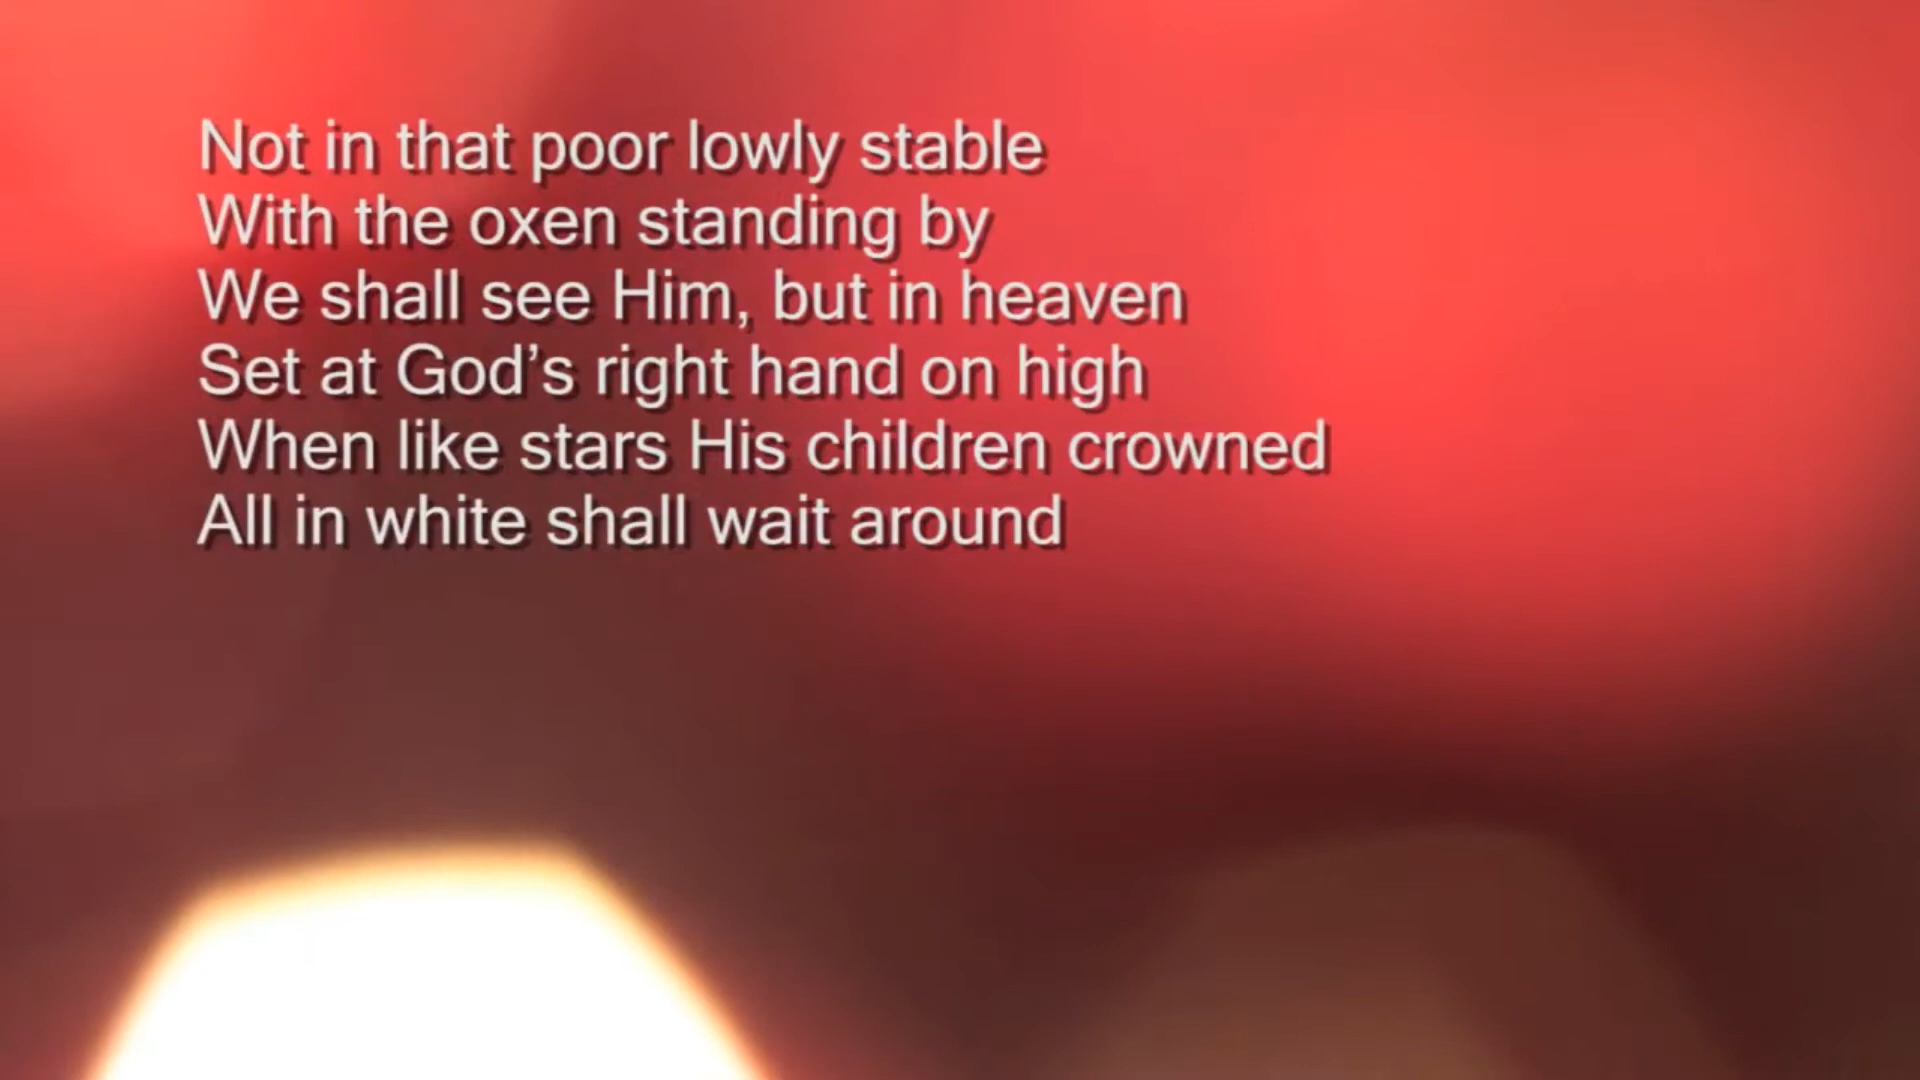 Not in that poor lowly stable
With the oxen standing by
We shall see Him, but in heaven
Set at God’s right hand on high
When like stars His children crowned
All in white shall wait around